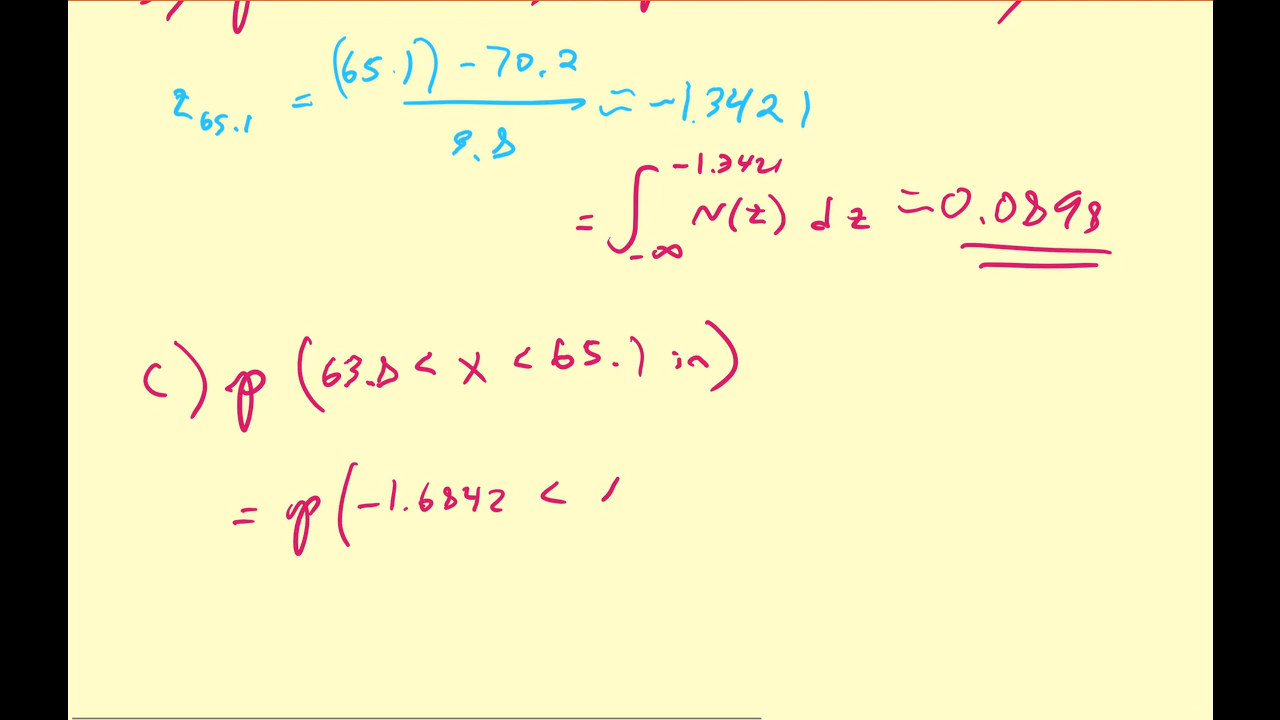 z_65.1 = ((65.1) - 70.2) / 3.8 ≈ -1.3421
= ∫_{-∞}^{-1.3421} N(z) dz ≈ 0.0898
c) p (63.8 < x < 65.1 in)
= p (-1.6842 <